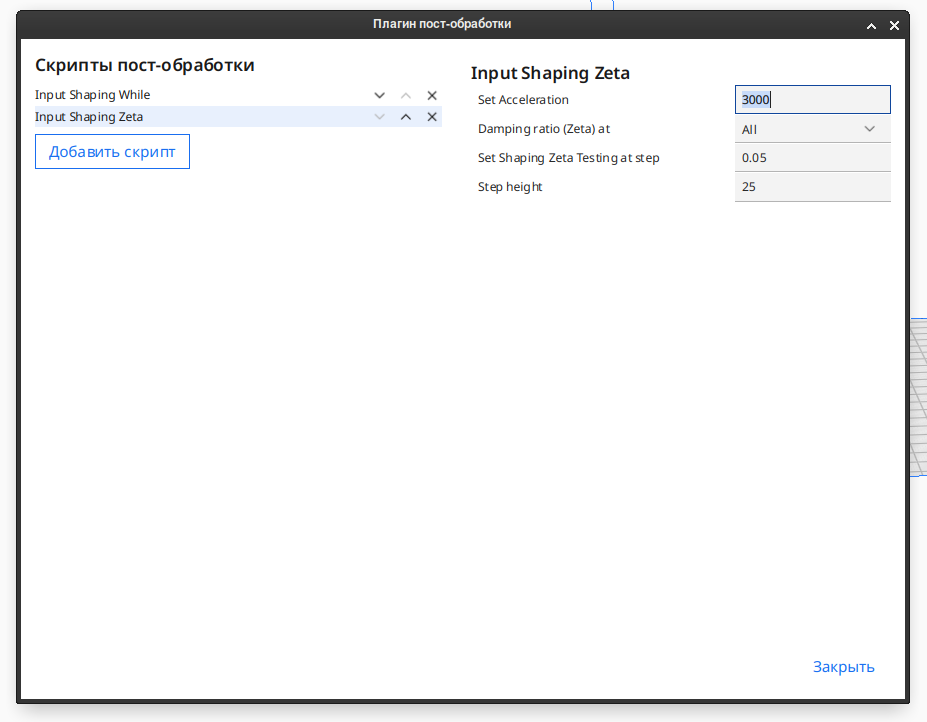 Плагин пост-обработки
Скрипты пост-обработки
Input Shaping While
Input Shaping Zeta
Добавить скрипт
Input Shaping Zeta
Set Acceleration 3000
Damping ratio (Zeta) at All
Set Shaping Zeta Testing at step 0.05
Step height 25
Закрыть